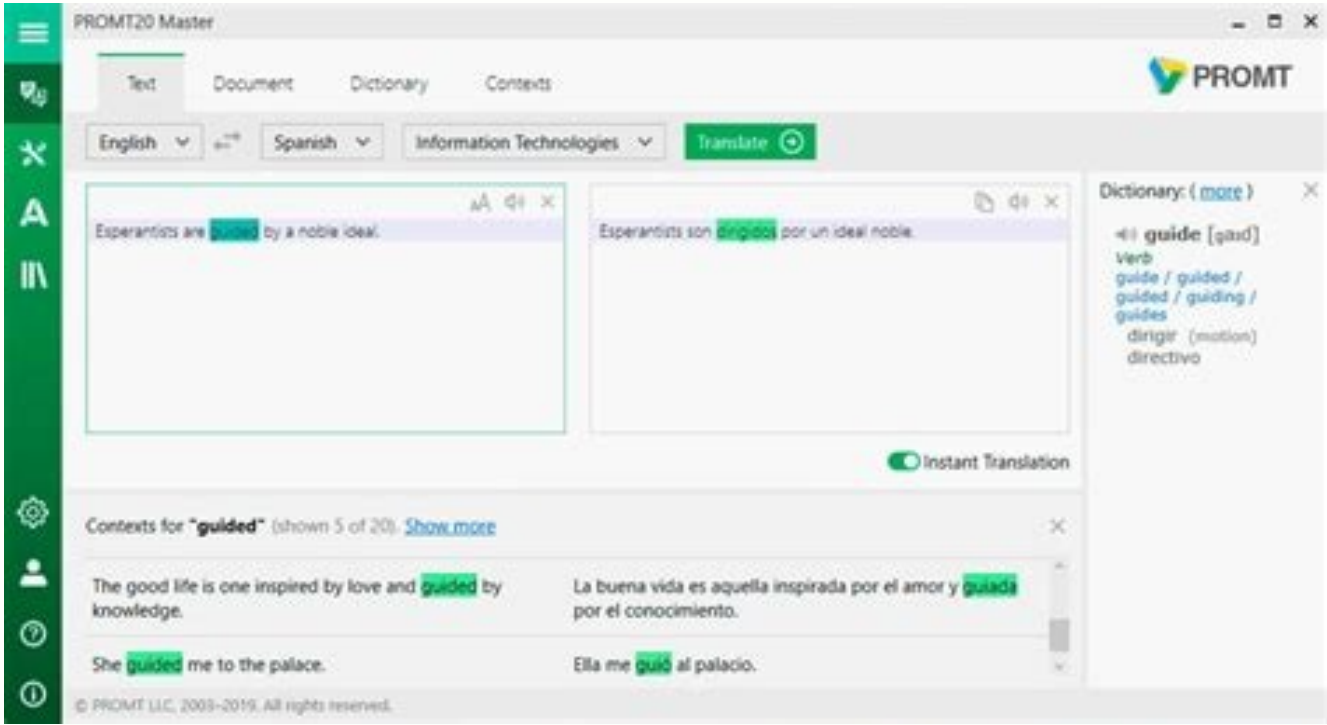 PROMT20 Master
Text Document Dictionary Contexts
PROMT
English Spanish Information Technologies Translate
Esperantists are guided by a noble ideal.
Esperantists son dirigidos por un ideal noble.
Instant Translation
Dictionary: ( more )
guide [gaɪd]
Verb
guide / guided /
guided / guiding /
guides
dirigir (motion)
directivo
Contexts for "guided" (shown 5 of 20). Show more
The good life is one inspired by love and guided by
knowledge.
La buena vida es aquella inspirada por el amor y guiada
por el conocimiento.
She guided me to the palace.
Ella me guió al palacio.
© PROMT LLC, 2003–2019. All rights reserved.